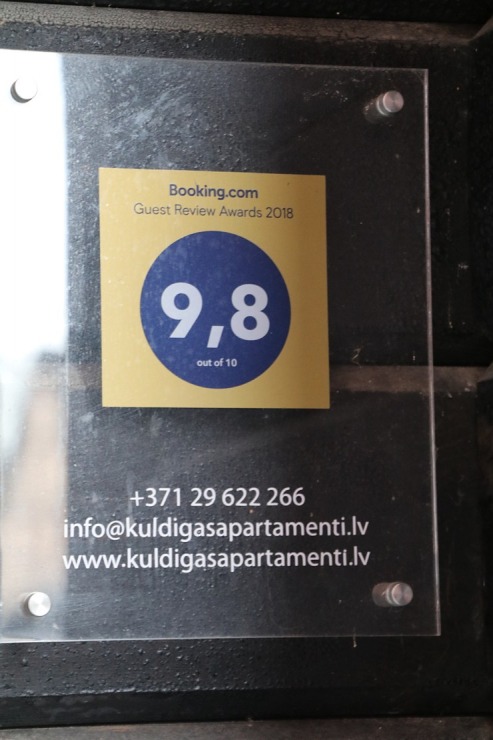 Booking.com
Guest Review Awards 2018
9,8
out of 10
+371 29 622 266
info@kuldigasapartamenti.lv
www.kuldigasapartamenti.lv